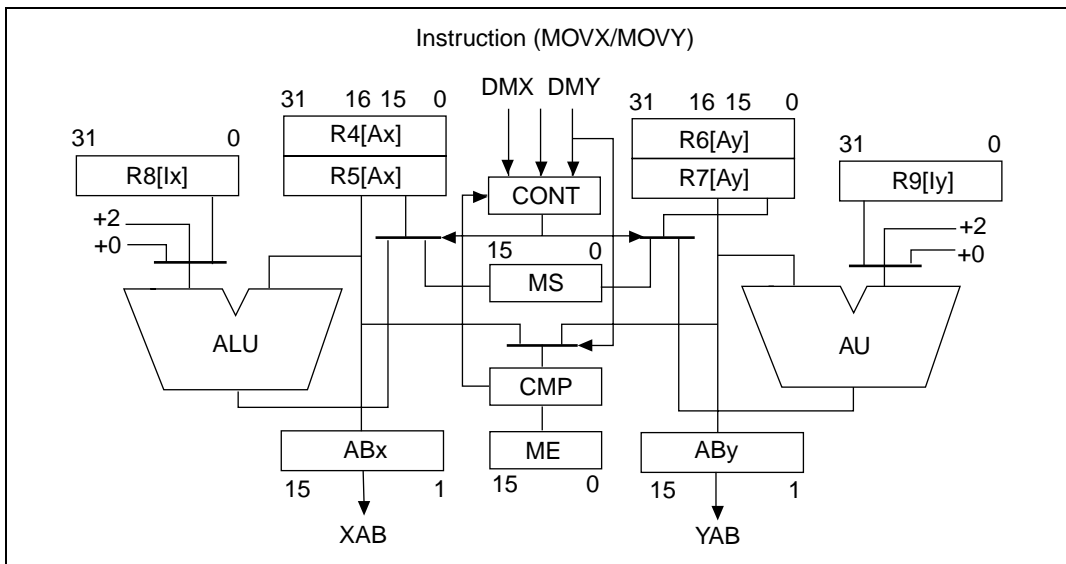 Instruction (MOVX/MOVY)
DMX DMY
31 16 15 0
31 16 15 0
31 0
R4[Ax]
R6[Ay]
31 0
R8[Ix]
R5[Ax]
CONT
R7[Ay]
R9[Iy]
+2
+0
15 0
+2
+0
MS
ALU
AU
CMP
ABx
ME
ABy
15 1
15 0
15 1
XAB
YAB